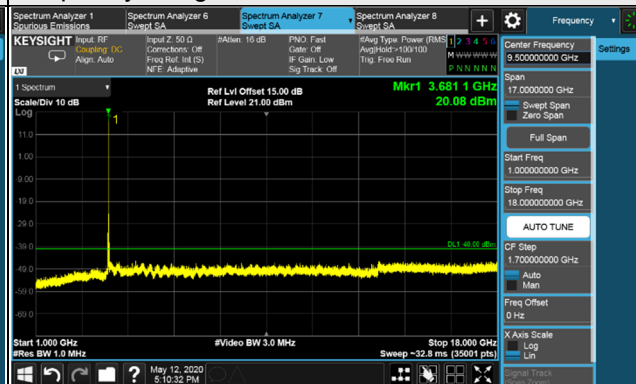 Spectrum Analyzer 1
Spurious Emissions
Spectrum Analyzer 6
Swept SA
Spectrum Analyzer 7
Swept SA
Spectrum Analyzer 8
Swept SA
+
Frequency
KEYSIGHT
Input: RF
Coupling: DC
Align: Auto
Input Z: 50 Ω
Corrections: Off
Freq Ref: Int (S)
NFE: Adaptive
#Atten: 16 dB
PNO: Fast
Gate: Off
IF Gain: Low
Sig Track: Off
#Avg Type: Power (RMS
Avg|Hold:>100/100
Trig: Free Run
1 2 3 4 5 6
M W W W W W
P N N N N N
LXI
1 Spectrum
Scale/Div 10 dB
Log
Ref Lvl Offset 15.00 dB
Ref Level 21.00 dBm
Mkr1 3.681 1 GHz
20.08 dBm
1
11.0
1.00
-9.00
-19.0
-29.0
-39.0
-49.0
-59.0
-69.0
DL1 -40.00 dBm
Start 1.000 GHz
#Res BW 1.0 MHz
#Video BW 3.0 MHz
Stop 18.000 GHz
Sweep ~32.8 ms (35001 pts)
Center Frequency
9.500000000 GHz
Settings
Span
17.0000000 GHz
Swept Span
Zero Span
Full Span
Start Freq
1.000000000 GHz
Stop Freq
18.000000000 GHz
AUTO TUNE
CF Step
1.700000000 GHz
Auto
Man
Freq Offset
0 Hz
X Axis Scale
Log
Lin
Signal Track
(Span Zoom)
?
May 12, 2020
5:10:32 PM